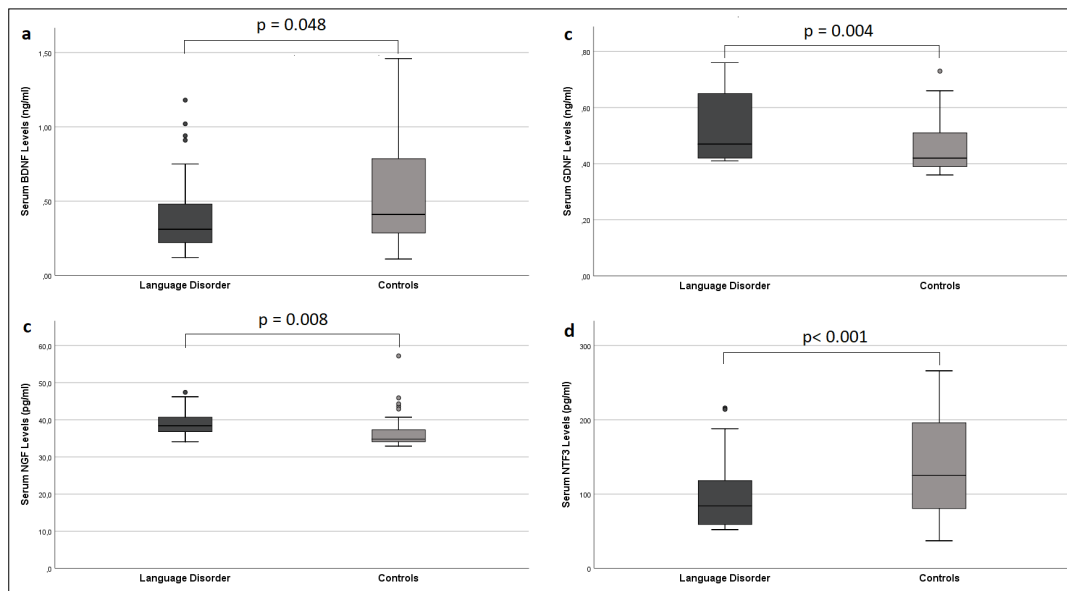 a
p = 0.048
Serum BDNF Levels (ng/ml)
1,50
1,00
,50
,00
Language Disorder
Controls
c
p = 0.004
Serum GDNF Levels (ng/ml)
,80
,60
,40
,20
,00
Language Disorder
Controls
c
p = 0.008
Serum NGF Levels (pg/ml)
60,0
50,0
40,0
30,0
20,0
10,0
,0
Language Disorder
Controls
d
p< 0.001
Serum NTF3 Levels (pg/ml)
300
200
100
0
Language Disorder
Controls